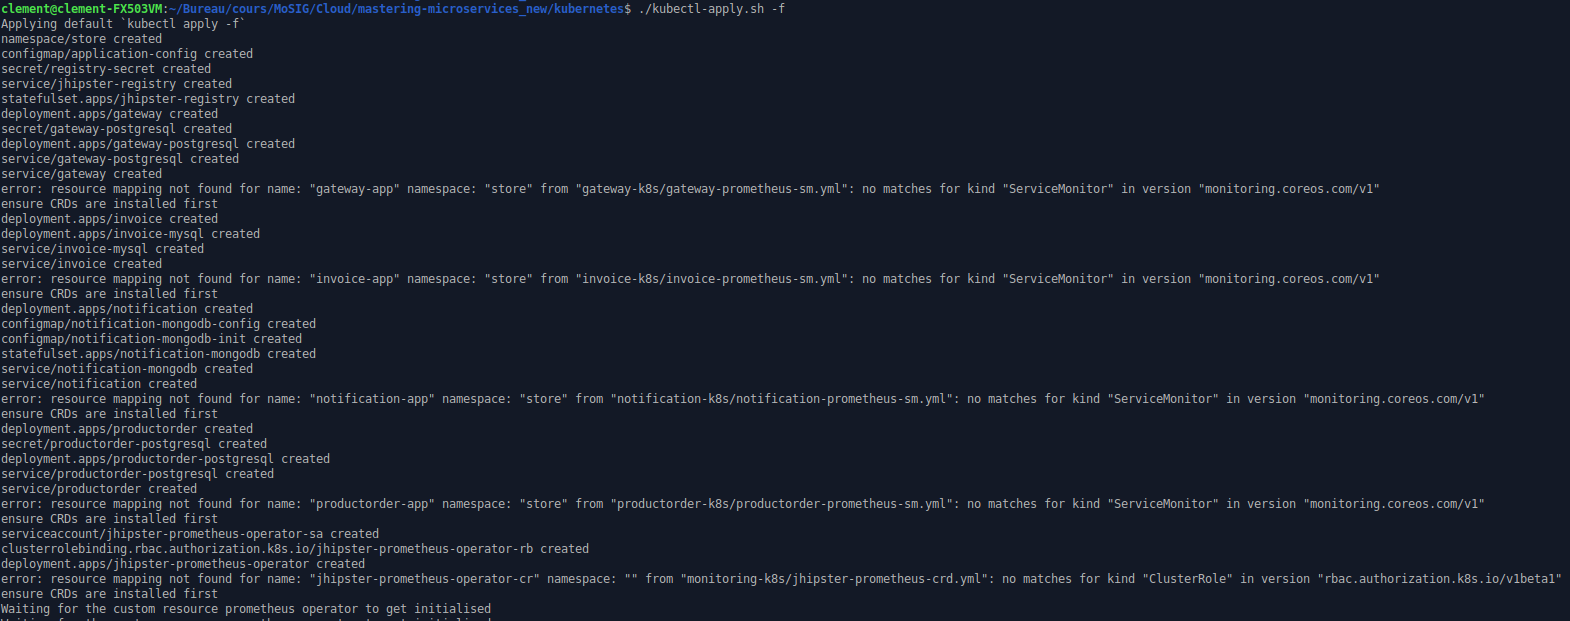 clement@clement-FX503VM:~/Bureau/cours/MoSIG/Cloud/mastering-microservices_new/kubernetes$ ./kubectl-apply.sh -f
Applying default `kubectl apply -f`
namespace/store created
configmap/application-config created
secret/registry-secret created
service/jhipster-registry created
statefulset.apps/jhipster-registry created
deployment.apps/gateway created
secret/gateway-postgresql created
deployment.apps/gateway-postgresql created
service/gateway-postgresql created
service/gateway created
error: resource mapping not found for name: "gateway-app" namespace: "store" from "gateway-k8s/gateway-prometheus-sm.yml": no matches for kind "ServiceMonitor" in version "monitoring.coreos.com/v1"
ensure CRDs are installed first
deployment.apps/invoice created
deployment.apps/invoice-mysql created
service/invoice-mysql created
service/invoice created
error: resource mapping not found for name: "invoice-app" namespace: "store" from "invoice-k8s/invoice-prometheus-sm.yml": no matches for kind "ServiceMonitor" in version "monitoring.coreos.com/v1"
ensure CRDs are installed first
deployment.apps/notification created
configmap/notification-mongodb-config created
configmap/notification-mongodb-init created
statefulset.apps/notification-mongodb created
service/notification-mongodb created
service/notification created
error: resource mapping not found for name: "notification-app" namespace: "store" from "notification-k8s/notification-prometheus-sm.yml": no matches for kind "ServiceMonitor" in version "monitoring.coreos.com/v1"
ensure CRDs are installed first
deployment.apps/productorder created
secret/productorder-postgresql created
deployment.apps/productorder-postgresql created
service/productorder-postgresql created
service/productorder created
error: resource mapping not found for name: "productorder-app" namespace: "store" from "productorder-k8s/productorder-prometheus-sm.yml": no matches for kind "ServiceMonitor" in version "monitoring.coreos.com/v1"
ensure CRDs are installed first
serviceaccount/jhipster-prometheus-operator-sa created
clusterrolebinding.rbac.authorization.k8s.io/jhipster-prometheus-operator-rb created
deployment.apps/jhipster-prometheus-operator created
error: resource mapping not found for name: "jhipster-prometheus-operator-cr" namespace: "" from "monitoring-k8s/jhipster-prometheus-crd.yml": no matches for kind "ClusterRole" in version "rbac.authorization.k8s.io/v1beta1"
ensure CRDs are installed first
Waiting for the custom resource prometheus operator to get initialised